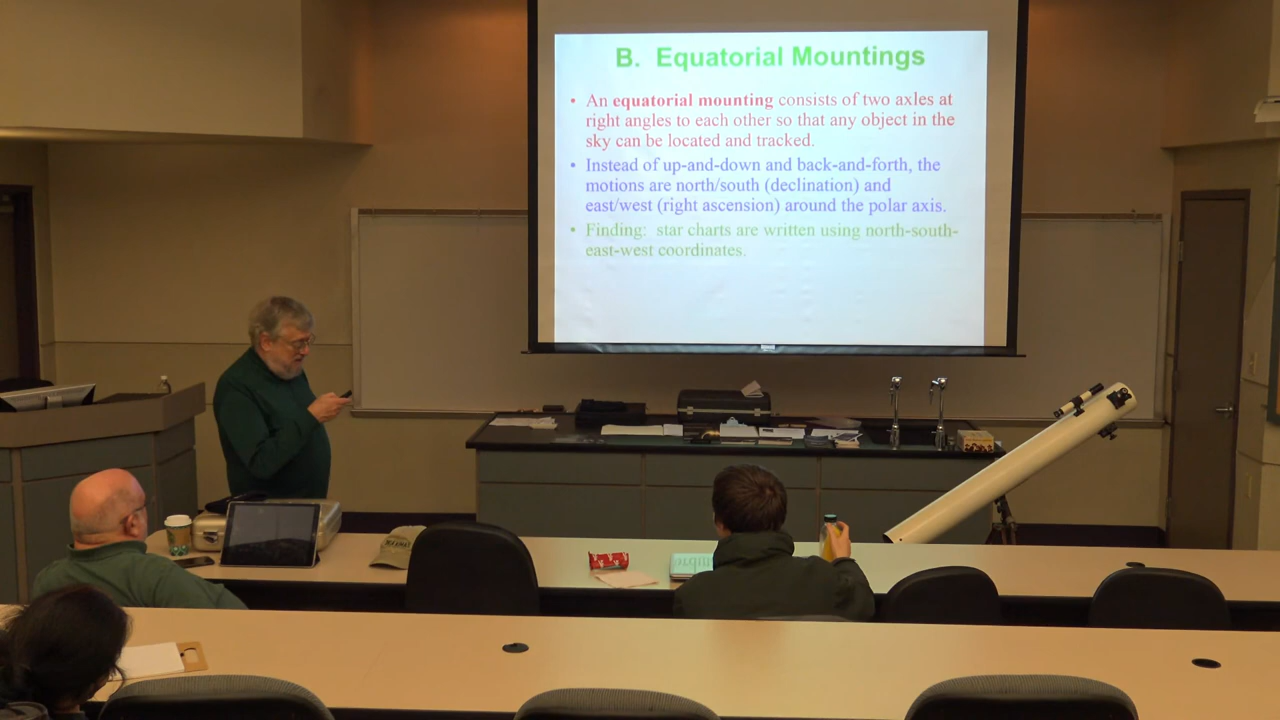 B. Equatorial Mountings
• An equatorial mounting consists of two axles at
right angles to each other so that any object in the
sky can be located and tracked.
• Instead of up-and-down and back-and-forth, the
motions are north/south (declination) and
east/west (right ascension) around the polar axis.
• Finding: star charts are written using north-south-
east-west coordinates.